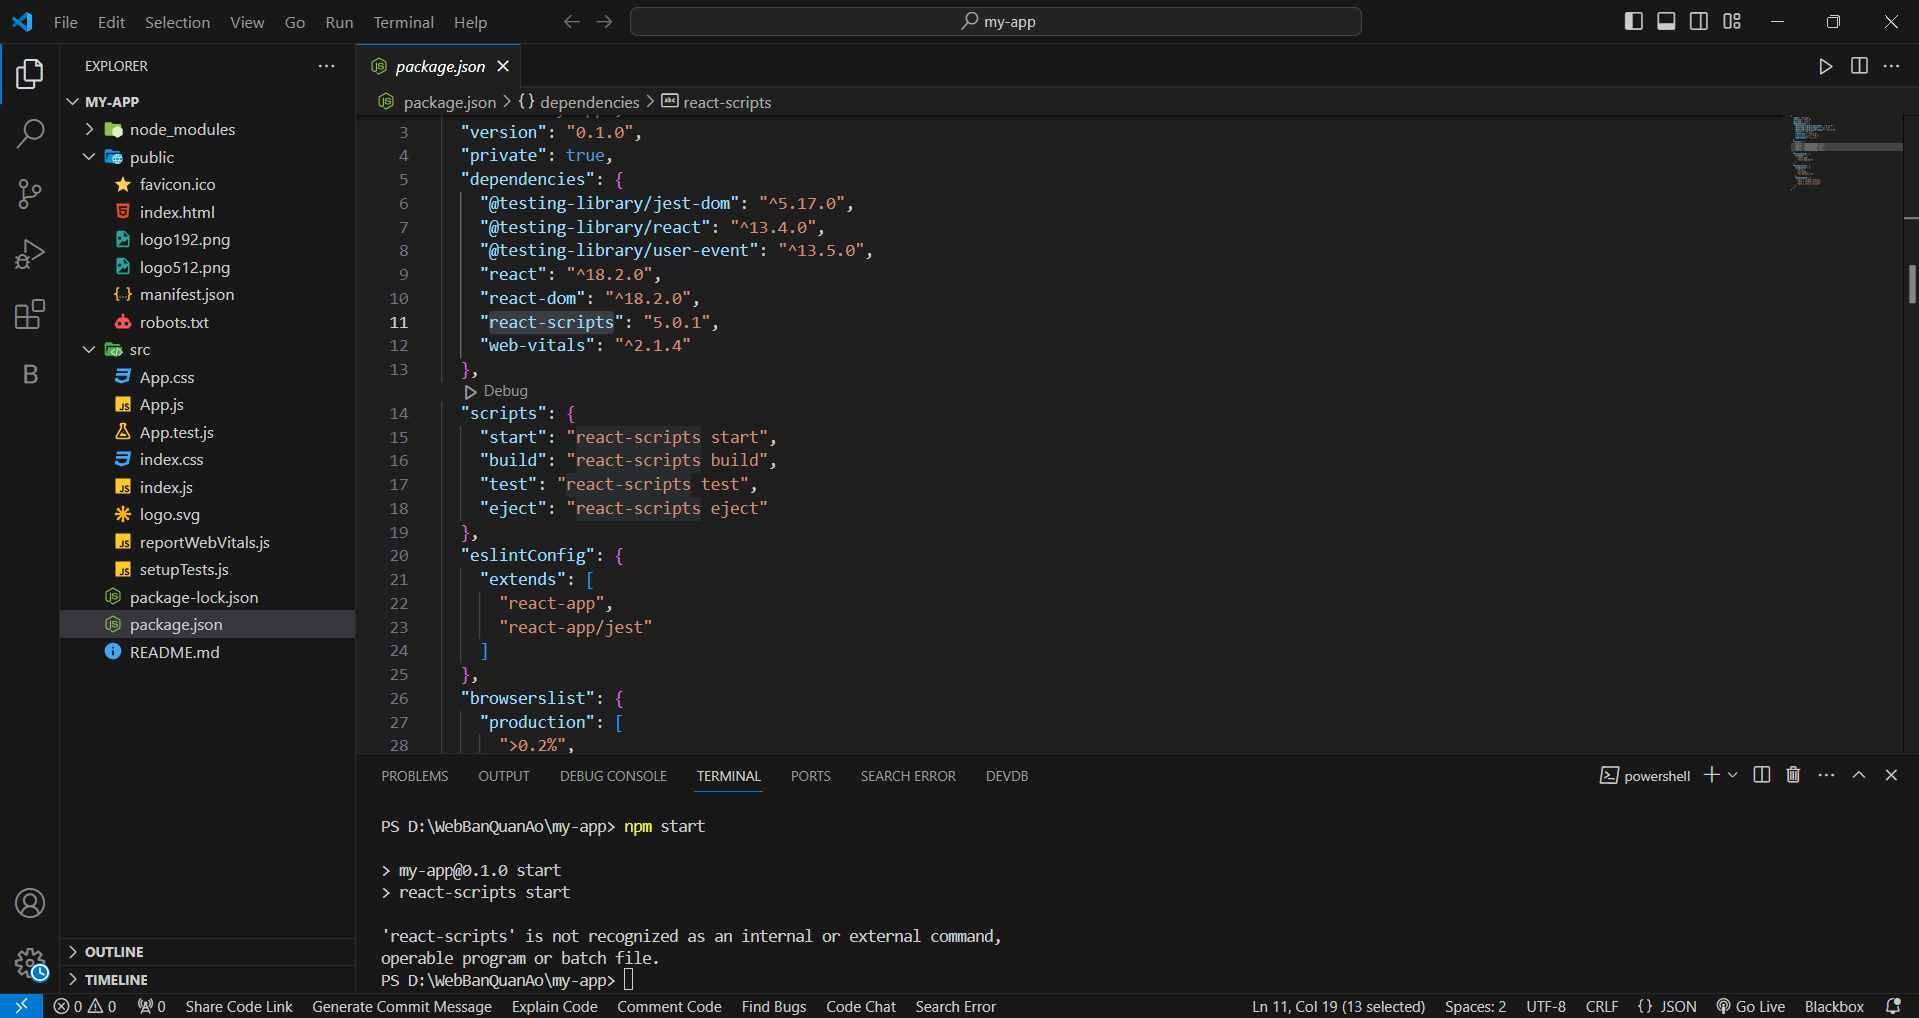 File Edit Selection View Go Run Terminal Help
my-app
EXPLORER
MY-APP
node_modules
public
favicon.ico
index.html
logo192.png
logo512.png
manifest.json
robots.txt
src
App.css
App.js
App.test.js
index.css
index.js
logo.svg
reportWebVitals.js
setupTests.js
package-lock.json
package.json
README.md
OUTLINE
TIMELINE
package.json
package.json > {} dependencies > abc react-scripts
3 "version": "0.1.0",
4 "private": true,
5 "dependencies": {
6 "@testing-library/jest-dom": "^5.17.0",
7 "@testing-library/react": "^13.4.0",
8 "@testing-library/user-event": "^13.5.0",
9 "react": "^18.2.0",
10 "react-dom": "^18.2.0",
11 "react-scripts": "5.0.1",
12 "web-vitals": "^2.1.4"
13 },
Debug
14 "scripts": {
15 "start": "react-scripts start",
16 "build": "react-scripts build",
17 "test": "react-scripts test",
18 "eject": "react-scripts eject"
19 },
20 "eslintConfig": {
21 "extends": [
22 "react-app",
23 "react-app/jest"
24 ]
25 },
26 "browserslist": {
27 "production": [
28 ">0.2%",
PROBLEMS OUTPUT DEBUG CONSOLE TERMINAL PORTS SEARCH ERROR DEVDB
powershell
PS D:\WebBanQuanAo\my-app> npm start
> my-app@0.1.0 start
> react-scripts start
'react-scripts' is not recognized as an internal or external command,
operable program or batch file.
PS D:\WebBanQuanAo\my-app>
0 0 0 Share Code Link Generate Commit Message Explain Code Comment Code Find Bugs Code Chat Search Error
Ln 11, Col 19 (13 selected) Spaces: 2 UTF-8 CRLF {} JSON Go Live Blackbox